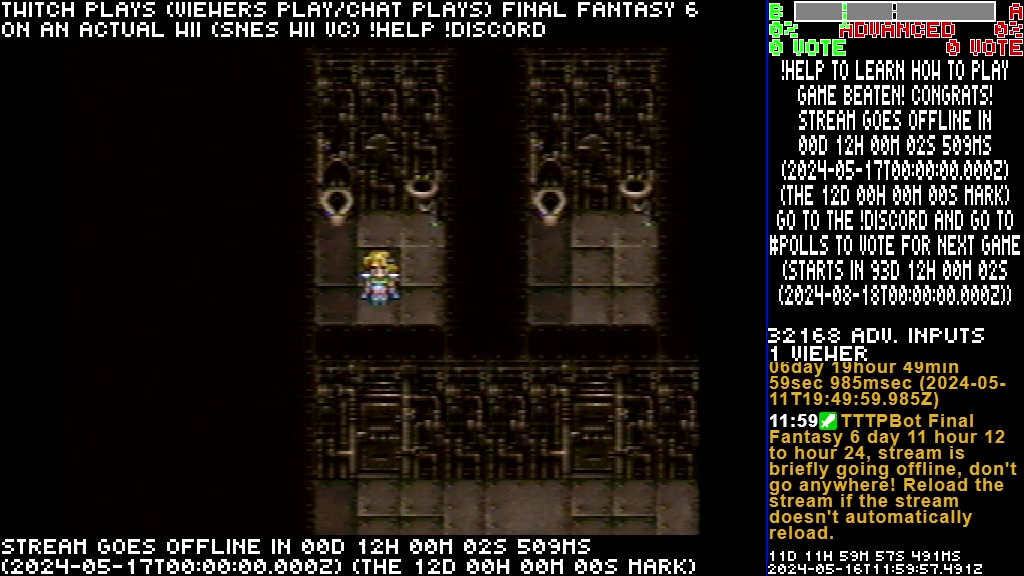 TWITCH PLAYS (VIEWERS PLAY/CHAT PLAYS) FINAL FANTASY 6
ON AN ACTUAL WII (SNES WII VC) !HELP !DISCORD
B A
0% ADVANCED 0%
0 VOTE 0 VOTE
!HELP TO LEARN HOW TO PLAY
GAME BEATEN! CONGRATS!
STREAM GOES OFFLINE IN
00D 12H 00M 02S 509MS
(2024-05-17T00:00:00.000Z)
(THE 12D 00H 00M 00S MARK)
GO TO THE !DISCORD AND GO TO
#POLLS TO VOTE FOR NEXT GAME
(STARTS IN 93D 12H 00M 02S
(2024-08-18T00:00:00.000Z))
32168 ADV. INPUTS
1 VIEWER
06day 19hour 49min
59sec 985msec (2024-05-
11T19:49:59.985Z)
11:59 TTTPBot Final
Fantasy 6 day 11 hour 12
to hour 24, stream is
briefly going offline, don't
go anywhere! Reload the
stream if the stream
doesn't automatically
reload.
11D 11H 59M 57S 491MS
2024-05-16T11:59:57.491Z
STREAM GOES OFFLINE IN 00D 12H 00M 02S 509MS
(2024-05-17T00:00:00.000Z) (THE 12D 00H 00M 00S MARK)